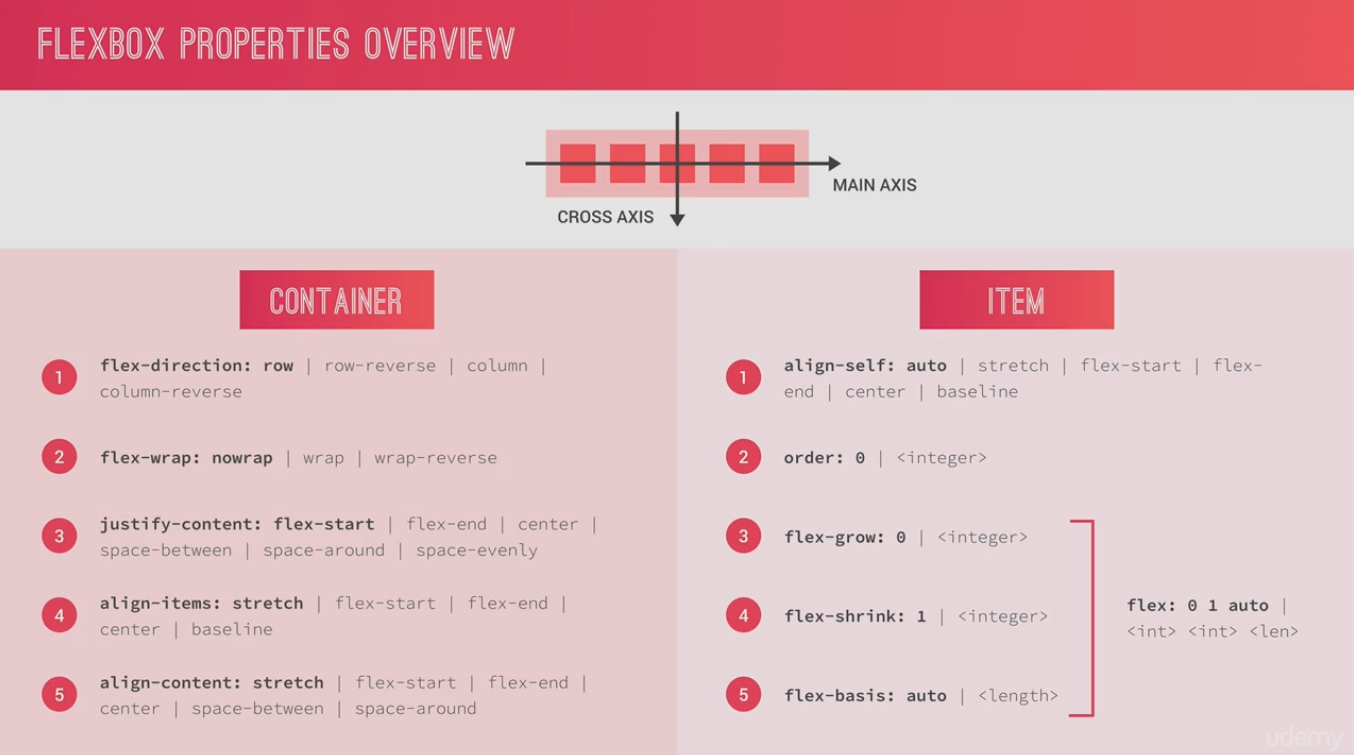 FLEXBOX PROPERTIES OVERVIEW
MAIN AXIS
CROSS AXIS
CONTAINER
1 flex-direction: row | row-reverse | column |
column-reverse
2 flex-wrap: nowrap | wrap | wrap-reverse
3 justify-content: flex-start | flex-end | center |
space-between | space-around | space-evenly
4 align-items: stretch | flex-start | flex-end |
center | baseline
5 align-content: stretch | flex-start | flex-end |
center | space-between | space-around
ITEM
1 align-self: auto | stretch | flex-start | flex-
end | center | baseline
2 order: 0 | <integer>
3 flex-grow: 0 | <integer>
4 flex-shrink: 1 | <integer>
5 flex-basis: auto | <length>
flex: 0 1 auto |
<int> <int> <len>
udemy